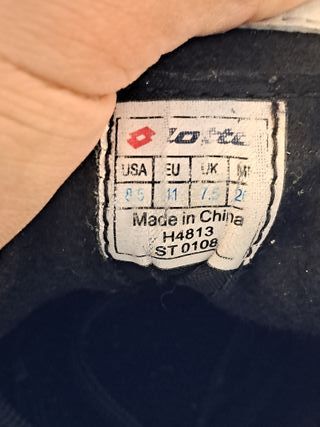 lotto
USA EU UK
8.5 41 7.5
Made in China
H4813
ST 0108